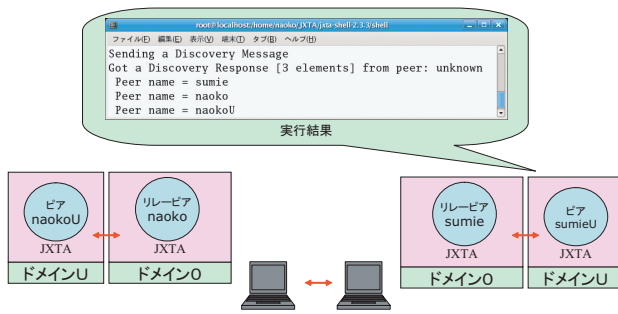 root@localhost:/home/naoko/JXTA/jxta-shell-2.3.3/shell
ファイル(F) 編集(E) 表示(V) 端末(T) タブ(B) ヘルプ(H)
Sending a Discovery Message
Got a Discovery Response [3 elements] from peer: unknown
Peer name = sumie
Peer name = naoko
Peer name = naokoU
実行結果
ピア
naokoU
JXTA
ドメインU
リレーピア
naoko
JXTA
ドメイン0
リレーピア
sumie
JXTA
ドメイン0
ピア
sumieU
JXTA
ドメインU